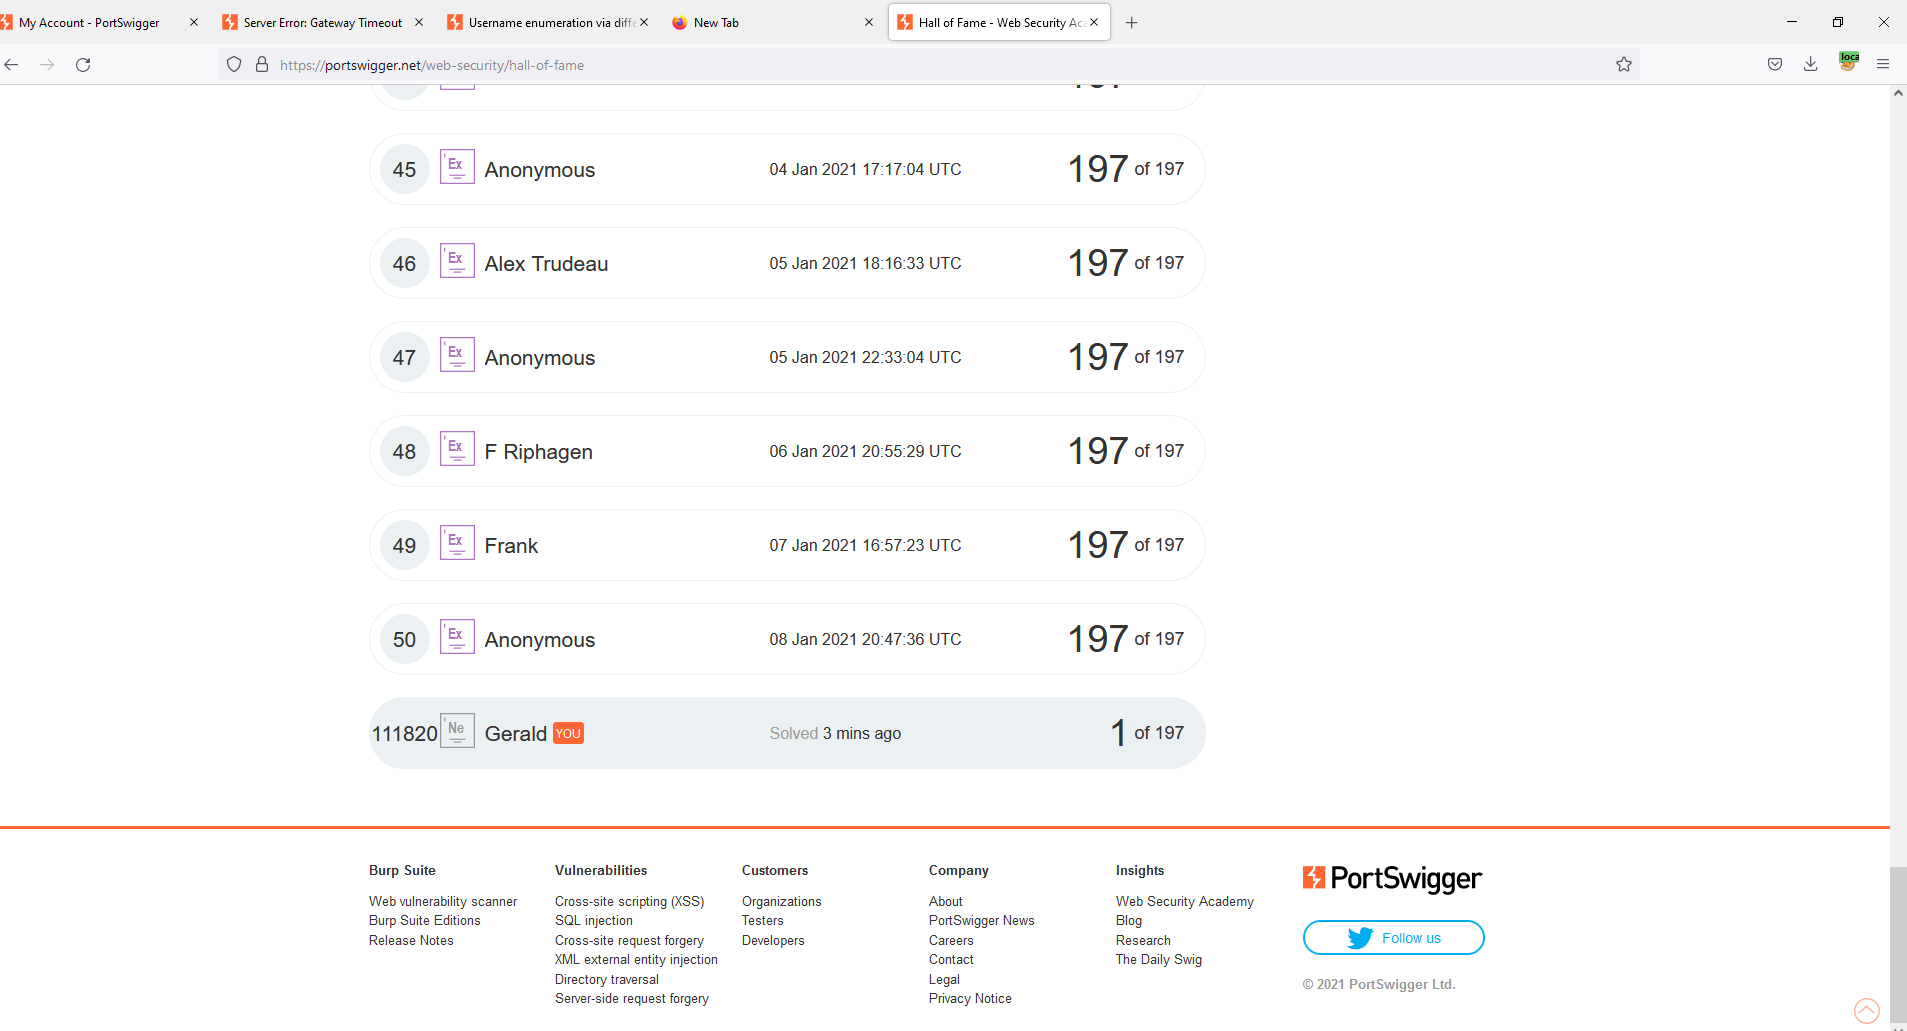 My Account - PortSwigger
Server Error: Gateway Timeout
Username enumeration via diffe
New Tab
Hall of Fame - Web Security Aca
https://portswigger.net/web-security/hall-of-fame
loca
45 'Ex Anonymous 04 Jan 2021 17:17:04 UTC 197 of 197
46 'Ex Alex Trudeau 05 Jan 2021 18:16:33 UTC 197 of 197
47 'Ex Anonymous 05 Jan 2021 22:33:04 UTC 197 of 197
48 'Ex F Riphagen 06 Jan 2021 20:55:29 UTC 197 of 197
49 'Ex Frank 07 Jan 2021 16:57:23 UTC 197 of 197
50 'Ex Anonymous 08 Jan 2021 20:47:36 UTC 197 of 197
111820 'Ne Gerald YOU Solved 3 mins ago 1 of 197
Burp Suite
Web vulnerability scanner
Burp Suite Editions
Release Notes
Vulnerabilities
Cross-site scripting (XSS)
SQL injection
Cross-site request forgery
XML external entity injection
Directory traversal
Server-side request forgery
Customers
Organizations
Testers
Developers
Company
About
PortSwigger News
Careers
Contact
Legal
Privacy Notice
Insights
Web Security Academy
Blog
Research
The Daily Swig
PortSwigger
Follow us
© 2021 PortSwigger Ltd.